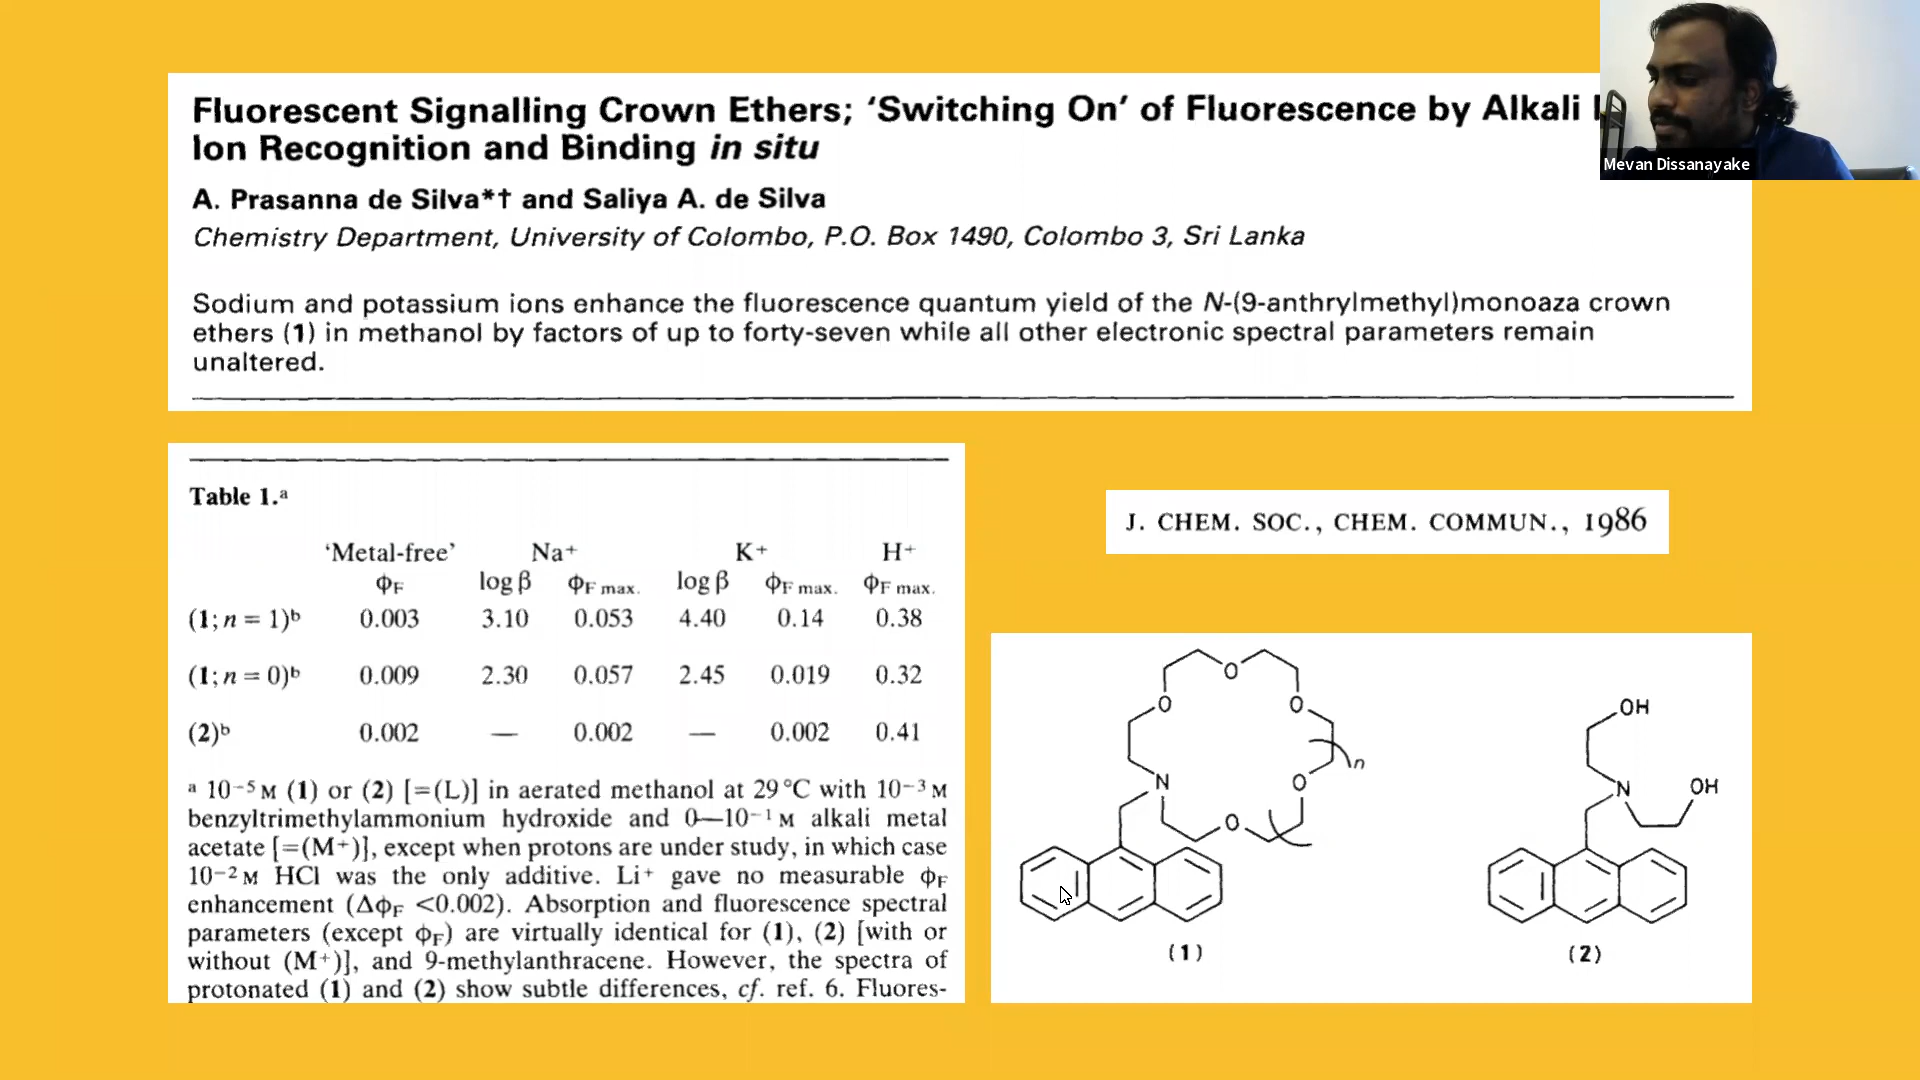 Fluorescent Signalling Crown Ethers; ‘Switching On’ of Fluorescence by Alkali
Ion Recognition and Binding in situ
A. Prasanna de Silva*† and Saliya A. de Silva
Chemistry Department, University of Colombo, P.O. Box 1490, Colombo 3, Sri Lanka
Sodium and potassium ions enhance the fluorescence quantum yield of the N-(9-anthrylmethyl)monoaza crown
ethers (1) in methanol by factors of up to forty-seven while all other electronic spectral parameters remain
unaltered.
Mevan Dissanayake
Table 1.ᵃ
‘Metal-free’ Na⁺ K⁺ H⁺
ΦF log β ΦF max. log β ΦF max. ΦF max.
(1; n = 1)ᵇ 0.003 3.10 0.053 4.40 0.14 0.38
(1; n = 0)ᵇ 0.009 2.30 0.057 2.45 0.019 0.32
(2)ᵇ 0.002 — 0.002 — 0.002 0.41
ᵃ 10⁻⁵ M (1) or (2) [=(L)] in aerated methanol at 29 °C with 10⁻³ M
benzyltrimethylammonium hydroxide and 0—10⁻¹ M alkali metal
acetate [=(M⁺)], except when protons are under study, in which case
10⁻² M HCl was the only additive. Li⁺ gave no measurable ΦF
enhancement (ΔΦF <0.002). Absorption and fluorescence spectral
parameters (except ΦF) are virtually identical for (1), (2) [with or
without (M⁺)], and 9-methylanthracene. However, the spectra of
protonated (1) and (2) show subtle differences, cf. ref. 6. Fluores-
J. CHEM. SOC., CHEM. COMMUN., 1986
O
O O
n
N O
O
(1)
OH
N OH
(2)